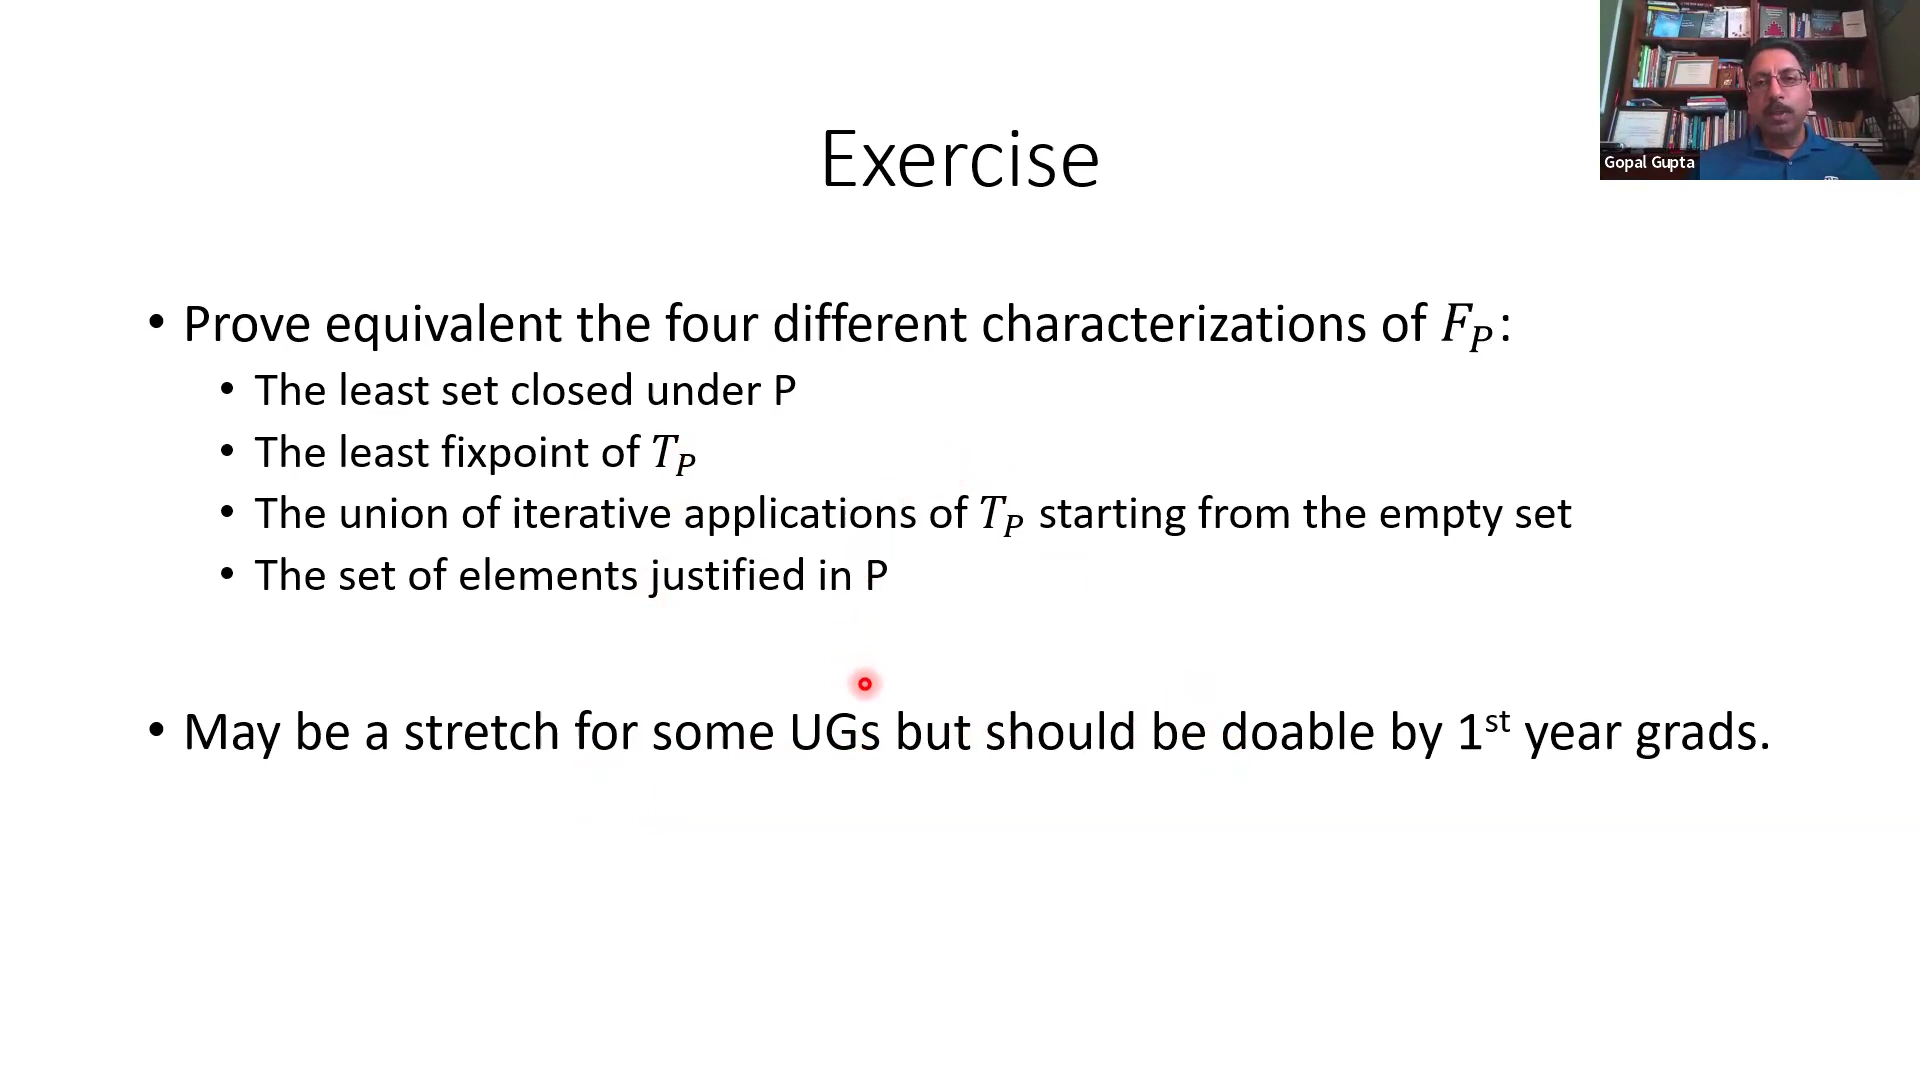 Exercise
Gopal Gupta
• Prove equivalent the four different characterizations of F_P:
• The least set closed under P
• The least fixpoint of T_P
• The union of iterative applications of T_P starting from the empty set
• The set of elements justified in P
• May be a stretch for some UGs but should be doable by 1st year grads.